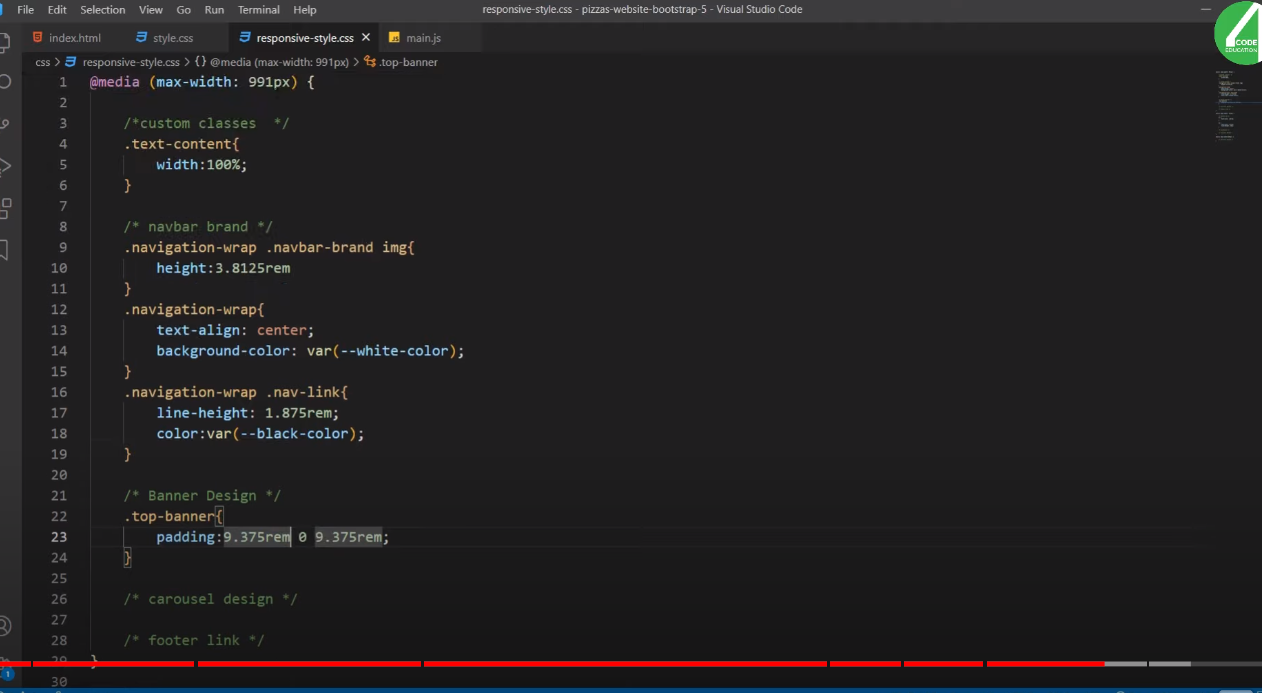 File Edit Selection View Go Run Terminal Help responsive-style.css - pizzas-website-bootstrap-5 - Visual Studio Code
index.html style.css responsive-style.css × JS main.js
4 CODE EDUCATION
css > responsive-style.css > {} @media (max-width: 991px) > .top-banner
1 @media (max-width: 991px) {
2
3 /*custom classes  */
4 .text-content{
5 width:100%;
6 }
7
8 /* navbar brand */
9 .navigation-wrap .navbar-brand img{
10 height:3.8125rem
11 }
12 .navigation-wrap{
13 text-align: center;
14 background-color: var(--white-color);
15 }
16 .navigation-wrap .nav-link{
17 line-height: 1.875rem;
18 color:var(--black-color);
19 }
20
21 /* Banner Design */
22 .top-banner{
23 padding:9.375rem 0 9.375rem;
24 }
25
26 /* carousel design */
27
28 /* footer link */
29 }
30
1